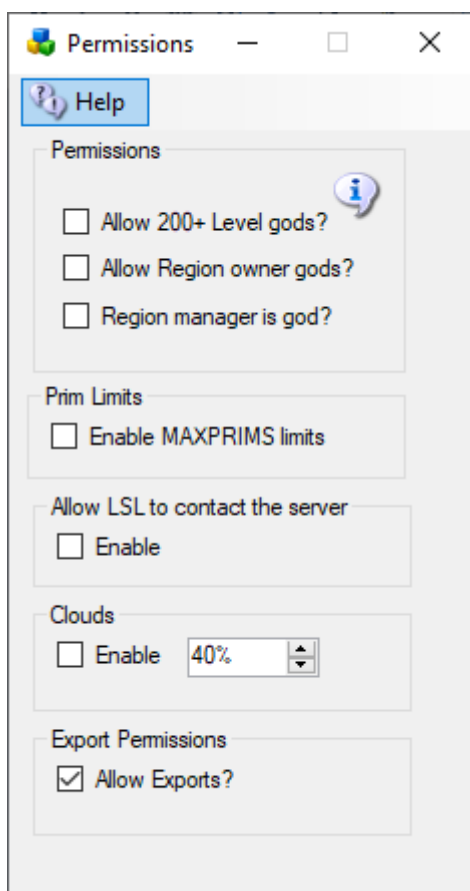 Permissions
Help
Permissions
Allow 200+ Level gods?
Allow Region owner gods?
Region manager is god?
Prim Limits
Enable MAXPRIMS limits
Allow LSL to contact the server
Enable
Clouds
Enable 40%
Export Permissions
Allow Exports?